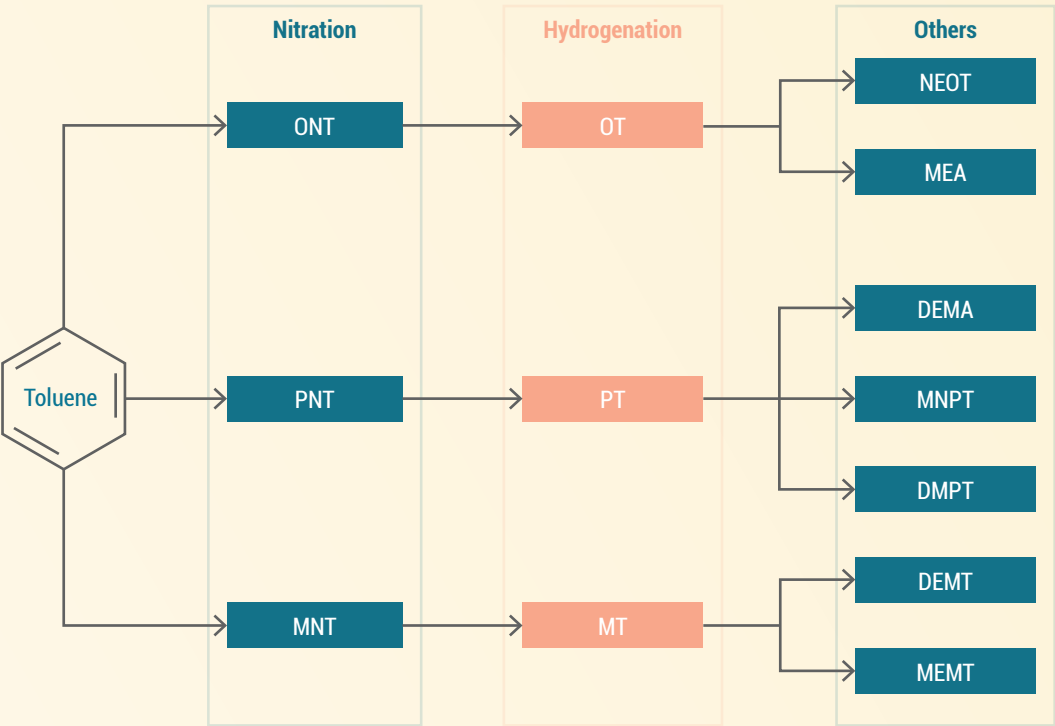 Nitration
Hydrogenation
Others
NEOT
ONT
OT
MEA
DEMA
Toluene
PNT
PT
MNPT
DMPT
DEMT
MNT
MT
MEMT